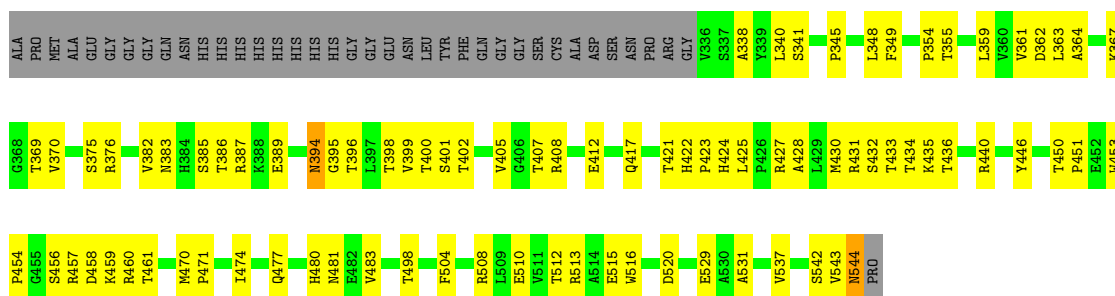 ALA PRO MET ALA GLU GLY GLY GLY GLY GLN ASN HIS HIS HIS HIS HIS HIS HIS HIS GLY GLY GLU ASN LEU TYR PHE GLN GLY GLY SER CYS ALA ASP SER ASN PRO ARG GLY V336 S337 A338 Y339 L340 S341 P345 L348 F349 P354 T355 L359 V360 V361 D362 L363 A364 K367
G368 T369 V370 S375 R376 V382 N383 H384 S385 T386 R387 K388 E389 N394 G395 T396 L397 T398 V399 T400 S401 T402 V405 G406 T407 R408 E412 Q417 T421 H422 P423 H424 L425 P426 R427 A428 L429 M430 R431 S432 T433 T434 K435 T436 R440 Y446 T450 P451 E452 W453
P454 G455 S456 R457 D458 K459 R460 T461 M470 P471 I474 Q477 H480 N481 E482 V483 T498 F504 R508 L509 E510 V511 T512 R513 A514 E515 W516 D520 E529 A530 A531 V537 S542 V543 N544 PRO